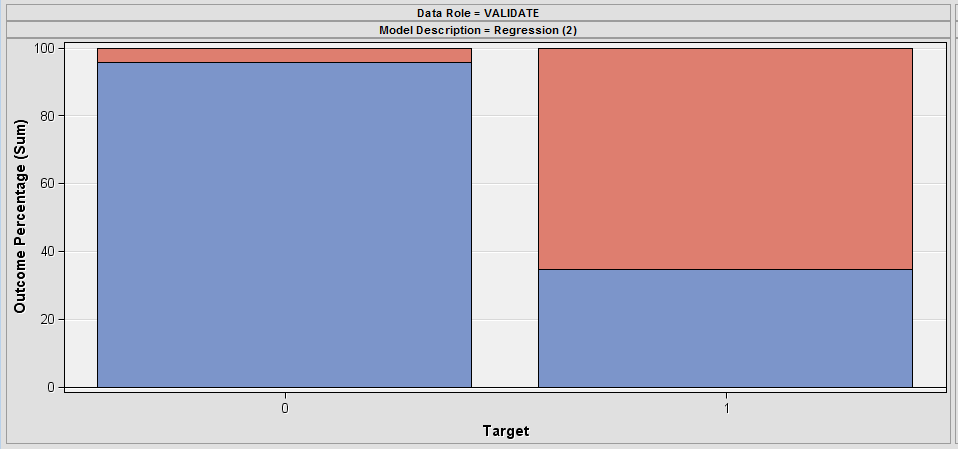 Data Role = VALIDATE
Model Description = Regression (2)
Outcome Percentage (Sum)
100
80
60
40
20
0
0
1
Target